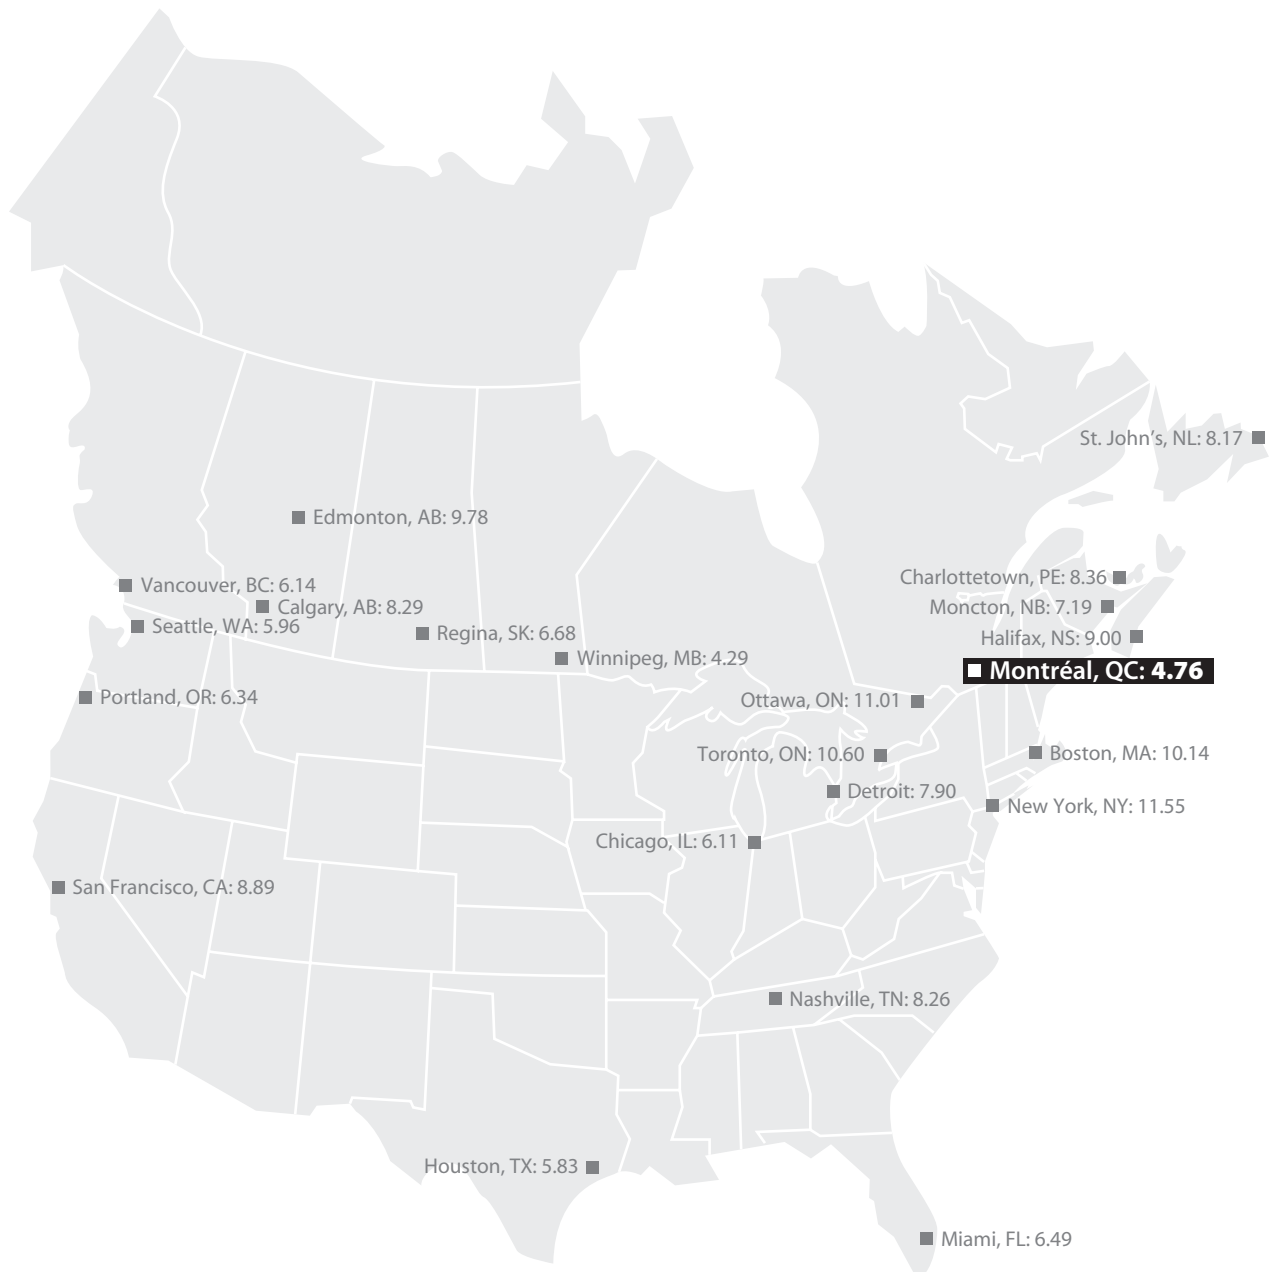 St. John’s, NL: 8.17
Edmonton, AB: 9.78
Charlottetown, PE: 8.36
Vancouver, BC: 6.14
Calgary, AB: 8.29
Moncton, NB: 7.19
Seattle, WA: 5.96
Regina, SK: 6.68
Halifax, NS: 9.00
Winnipeg, MB: 4.29
Montréal, QC: 4.76
Portland, OR: 6.34
Ottawa, ON: 11.01
Toronto, ON: 10.60
Boston, MA: 10.14
Detroit: 7.90
New York, NY: 11.55
Chicago, IL: 6.11
San Francisco, CA: 8.89
Nashville, TN: 8.26
Houston, TX: 5.83
Miami, FL: 6.49